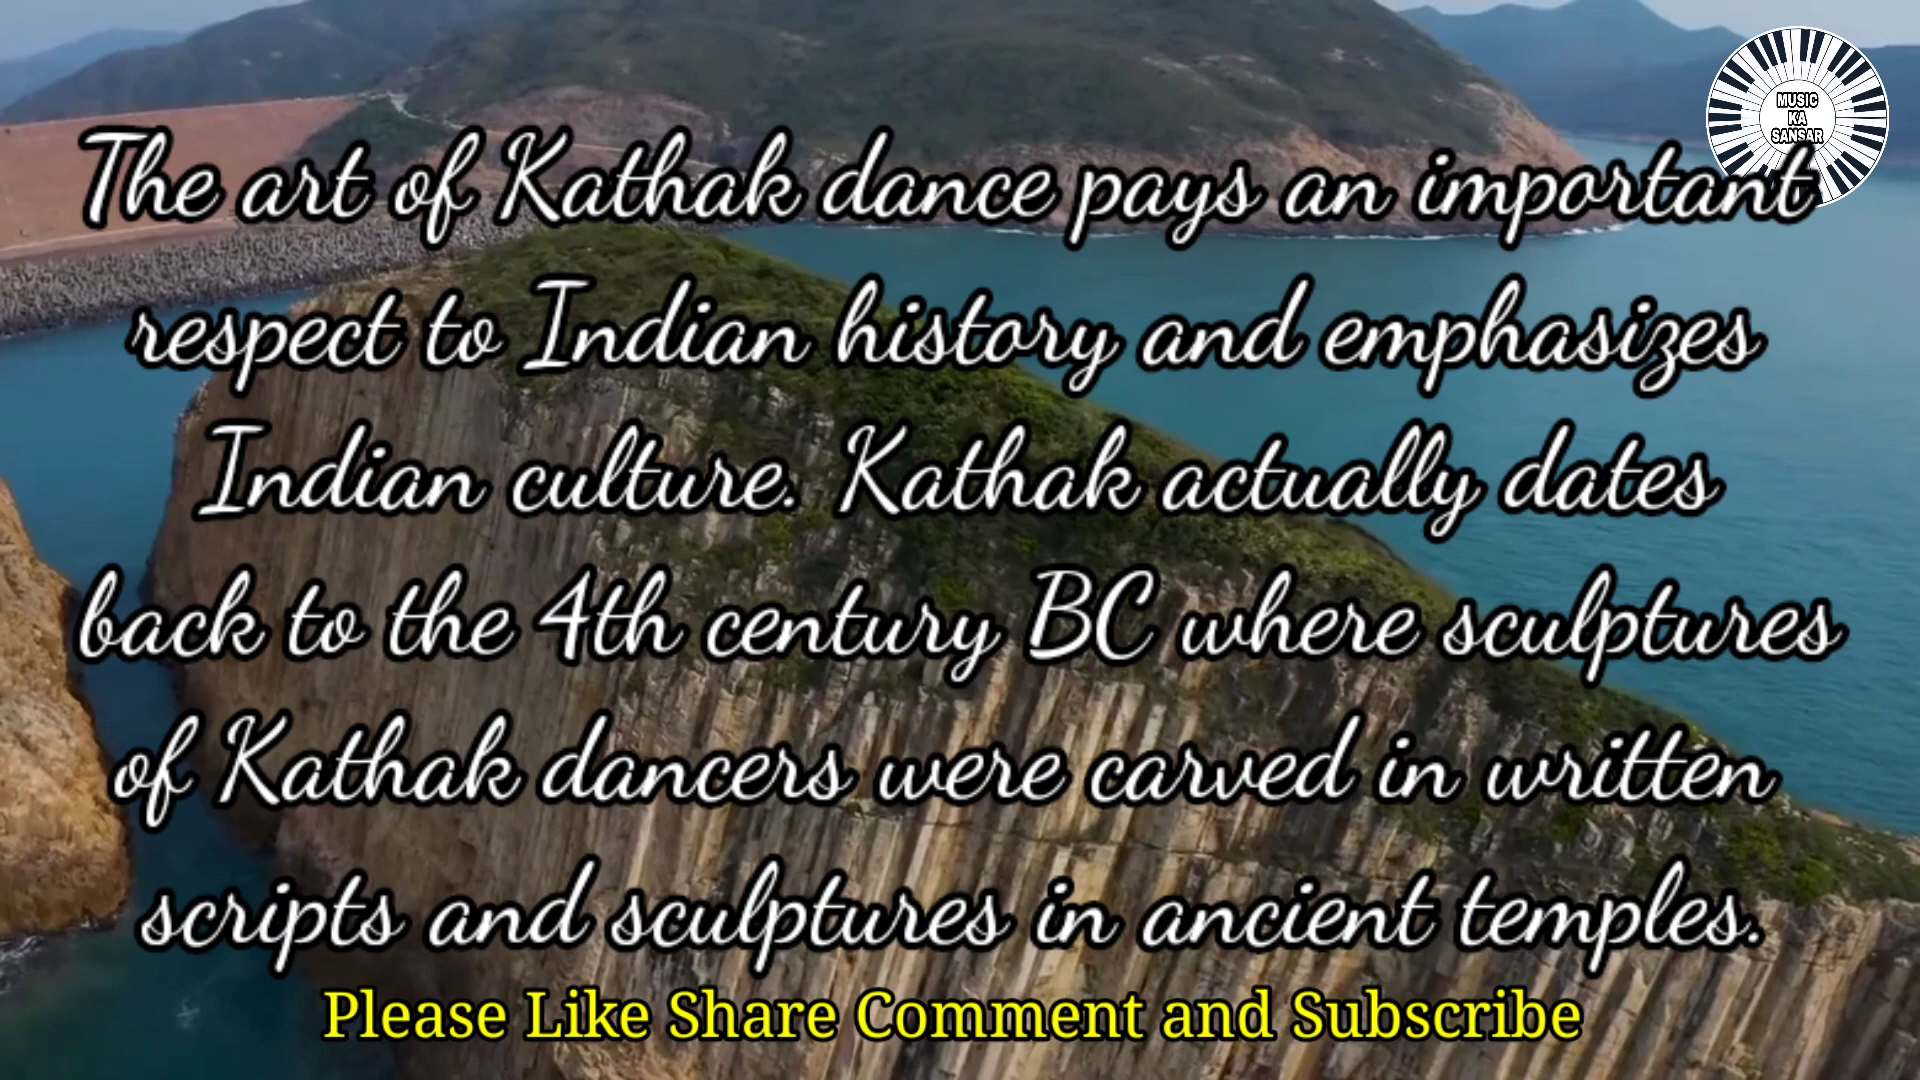 MUSIC
KA
SANSAR
The art of Kathak dance pays an important
respect to Indian history and emphasizes
Indian culture. Kathak actually dates
back to the 4th century BC where sculptures
of Kathak dancers were carved in written
scripts and sculptures in ancient temples.
Please Like Share Comment and Subscribe